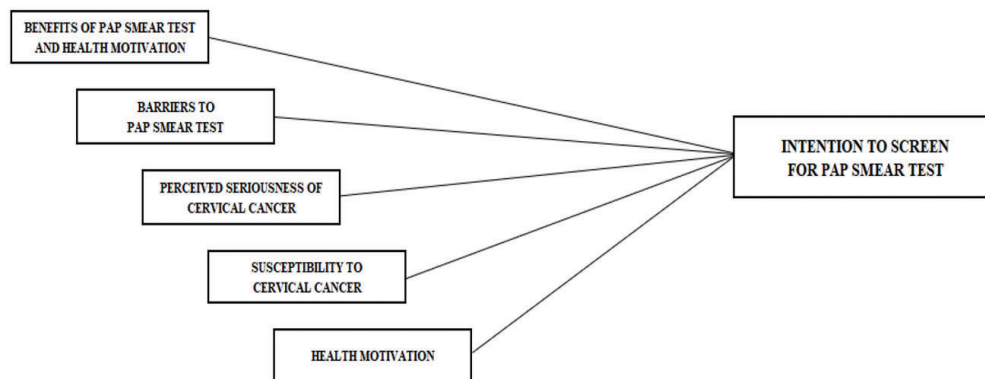 BENEFITS OF PAP SMEAR TEST
AND HEALTH MOTIVATION
BARRIERS TO
PAP SMEAR TEST
PERCEIVED SERIOUSNESS OF
CERVICAL CANCER
SUSCEPTIBILITY TO
CERVICAL CANCER
HEALTH MOTIVATION
INTENTION TO SCREEN
FOR PAP SMEAR TEST